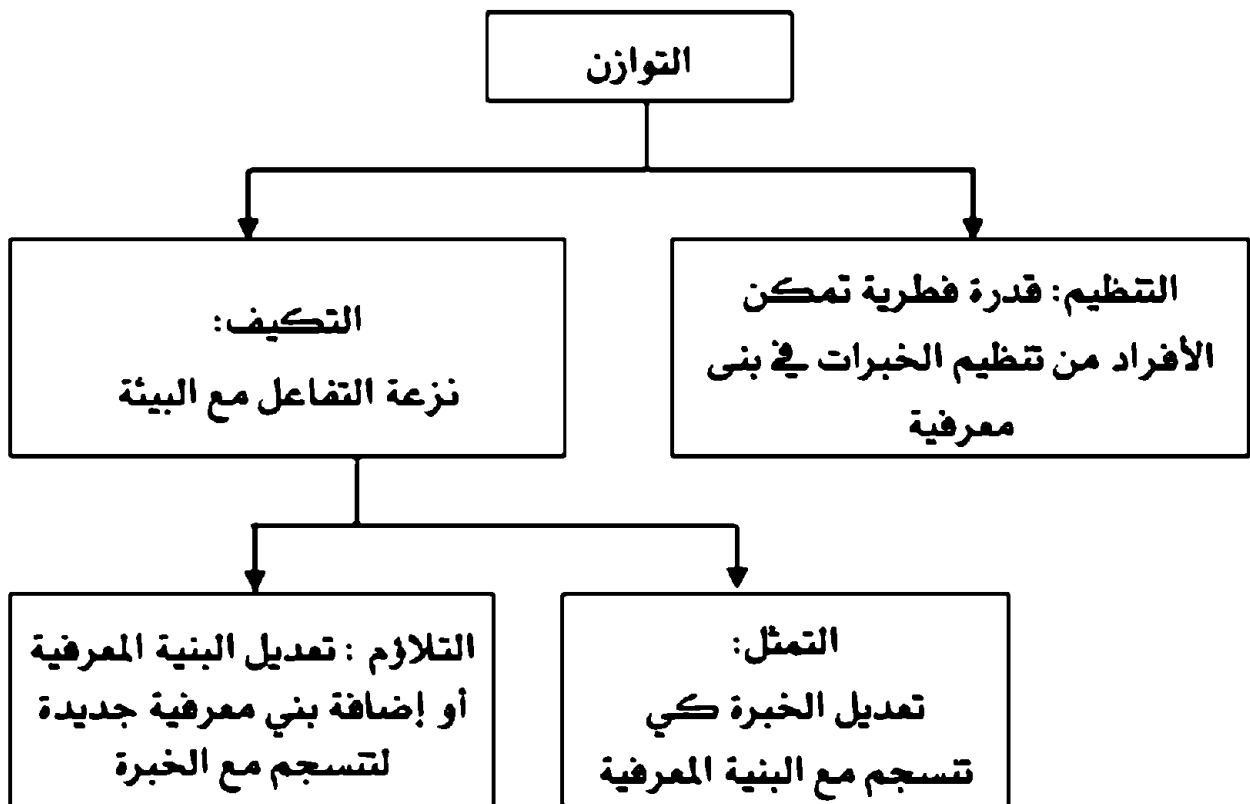 التوازن
التنظيم: قدرة فطرية تمكن
الأفراد من تنظيم الخبرات في بنى
معرفية
التكيف:
نزعة التفاعل مع البيئة
التمثل:
تعديل الخبرة كي
تنسجم مع البنية المعرفية
التلاؤم : تعديل البنية المعرفية
أو إضافة بني معرفية جديدة
لتنسجم مع الخبرة